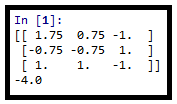 In [1]:
[[ 1.75  0.75 -1.  ]
 [-0.75 -0.75  1.  ]
 [ 1.    1.   -1.  ]]
-4.0